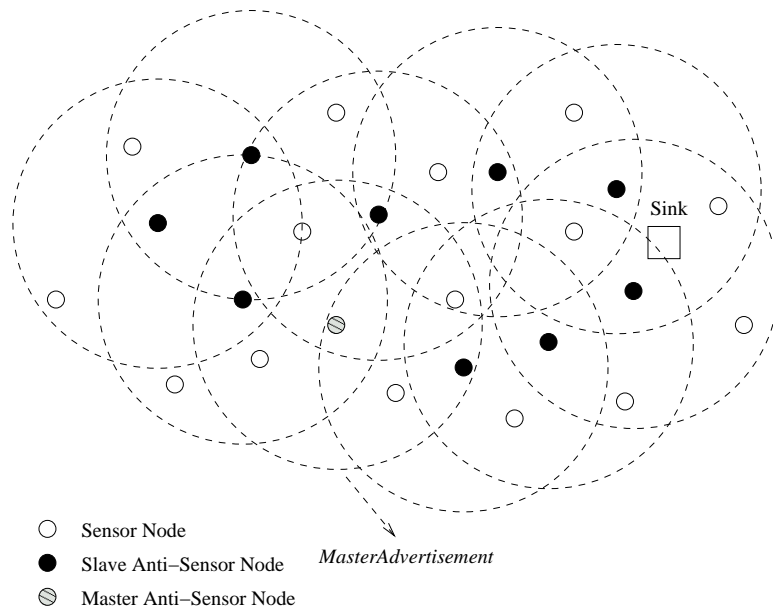 Sink
Sensor Node
Slave Anti−Sensor Node
MasterAdvertisement
Master Anti−Sensor Node